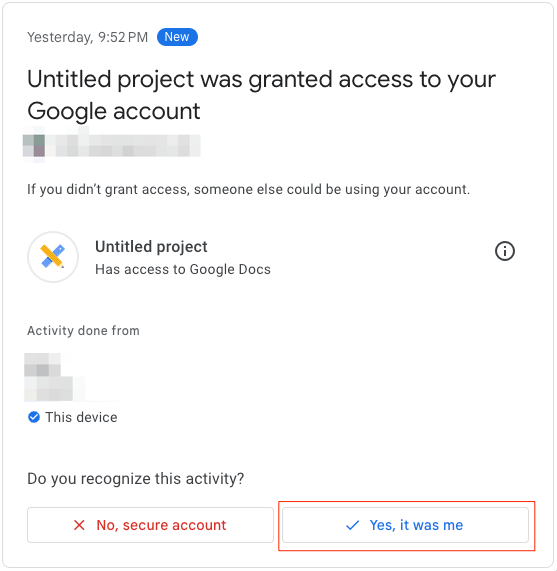 Yesterday, 9:52 PM New
Untitled project was granted access to your
Google account
If you didn’t grant access, someone else could be using your account.
Untitled project
Has access to Google Docs
Activity done from
This device
Do you recognize this activity?
No, secure account
Yes, it was me